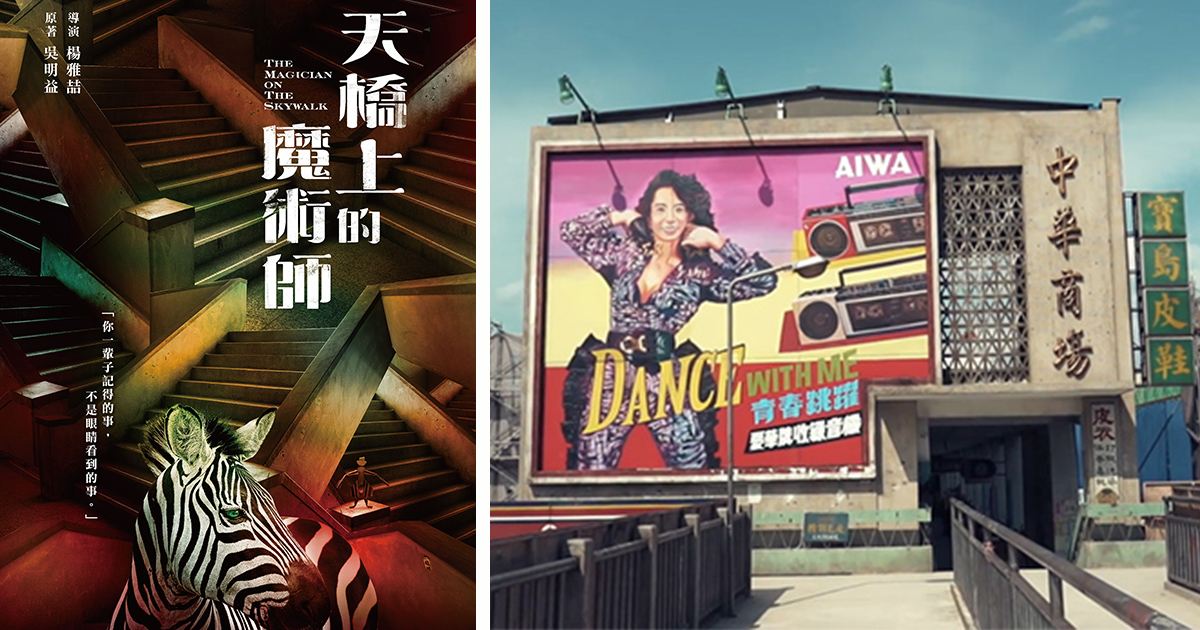 導演 楊雅喆
原著 吳明益
天橋上的
魔術師
THE
MAGICIAN
ON
THE
SKYWALK
「你一輩子記得的事，
不是眼睛看到的事。」
AIWA
DANCE
WITH ME
青春跳躍
愛華牌收錄音機
中華商場
寶島皮鞋
皮衣